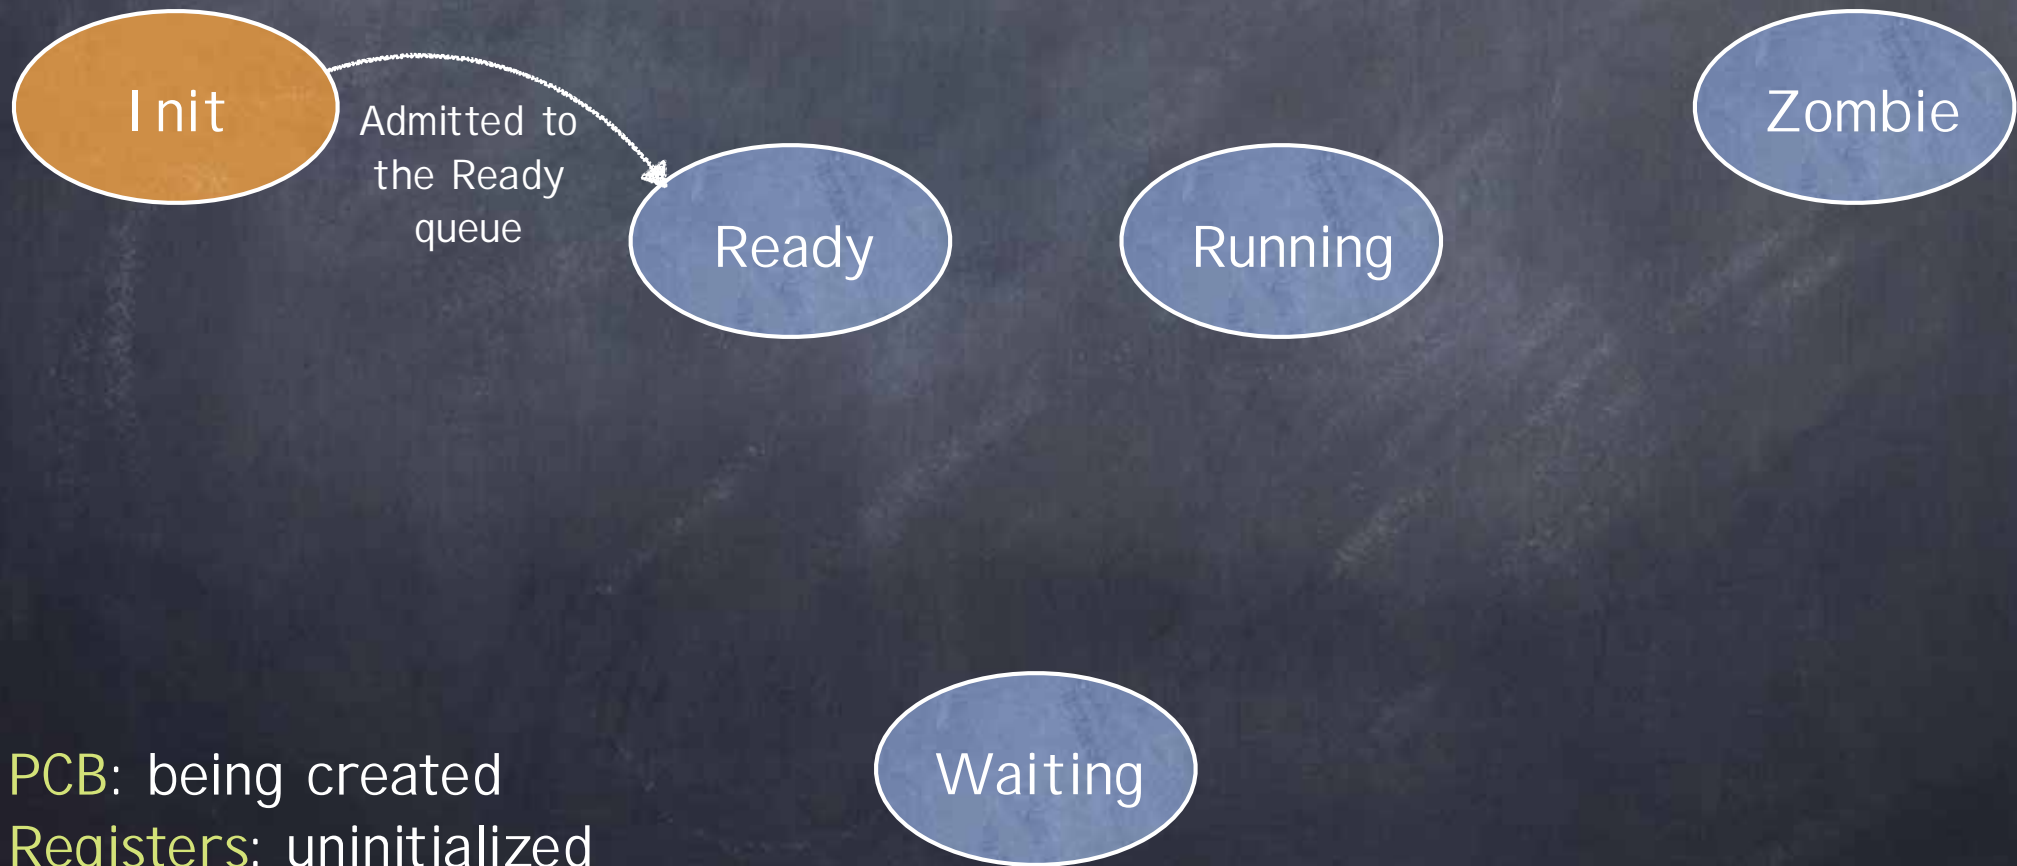 Init
Zombie
Admitted to
the Ready
queue
Ready
Running
Waiting
PCB: being created
Registers: uninitialized